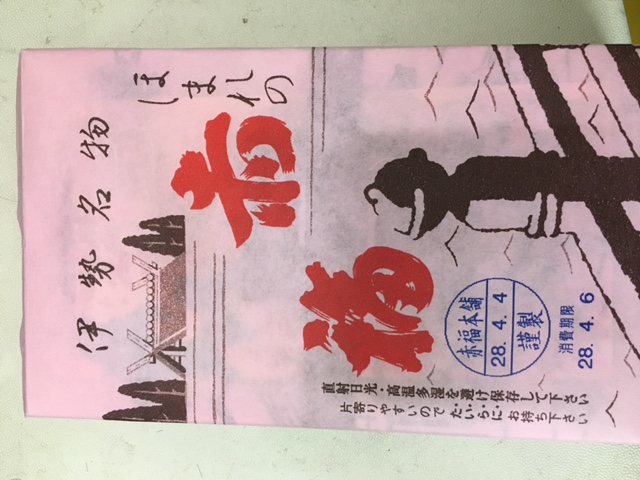 伊勢名物
ほまれの
赤福
赤福本舗
28.4.4
謹製
消費期限
28.4.6
直射日光・高温多湿を避け保存して下さい
片寄りやすいのでた・い・ら・に・お持ち下さい